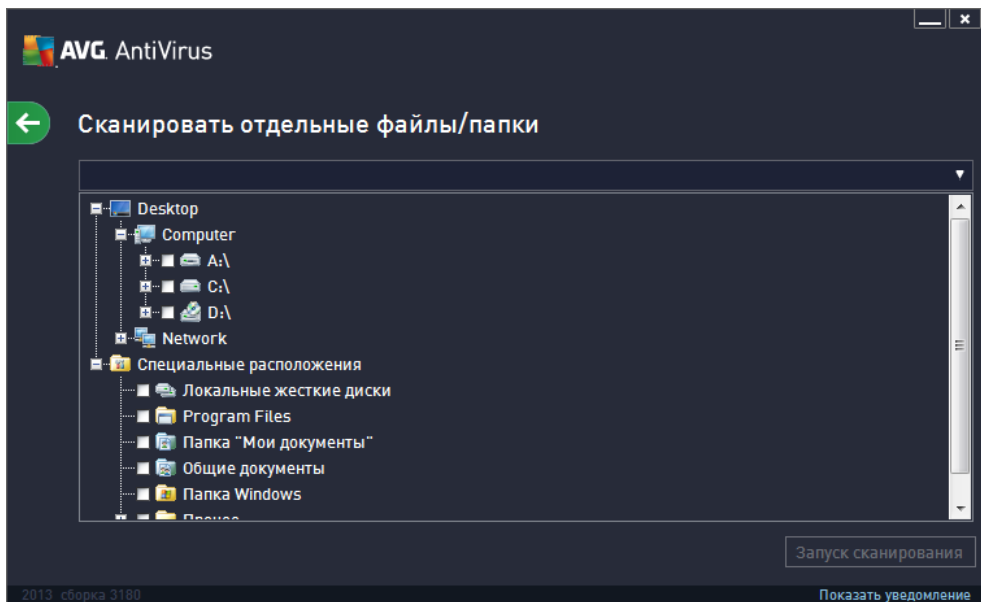 AVG. AntiVirus
Сканировать отдельные файлы/папки
Desktop
Computer
A:\
C:\
D:\
Network
Специальные расположения
Локальные жесткие диски
Program Files
Папка "Мои документы"
Общие документы
Папка Windows
Прочее
Запуск сканирования
2013 сборка 3180
Показать уведомление